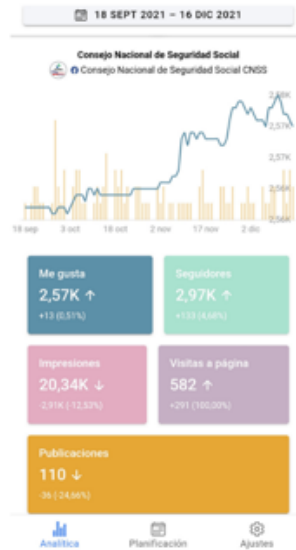 18 SEPT 2021 – 16 DIC 2021
Consejo Nacional de Seguridad Social
Consejo Nacional de Seguridad Social CNSS
2,58K
2,57K
2,57K
2,56K
2,56K
18 sep 3 oct 18 oct 2 nov 17 nov 2 dic
Me gusta
2,57K ↑
+13 (0,51%)
Seguidores
2,97K ↑
+133 (4,68%)
Impresiones
20,34K ↓
-2,91K (-12,53%)
Visitas a página
582 ↑
+291 (100,00%)
Publicaciones
110 ↓
-36 (-24,66%)
Analítica Planificación Ajustes